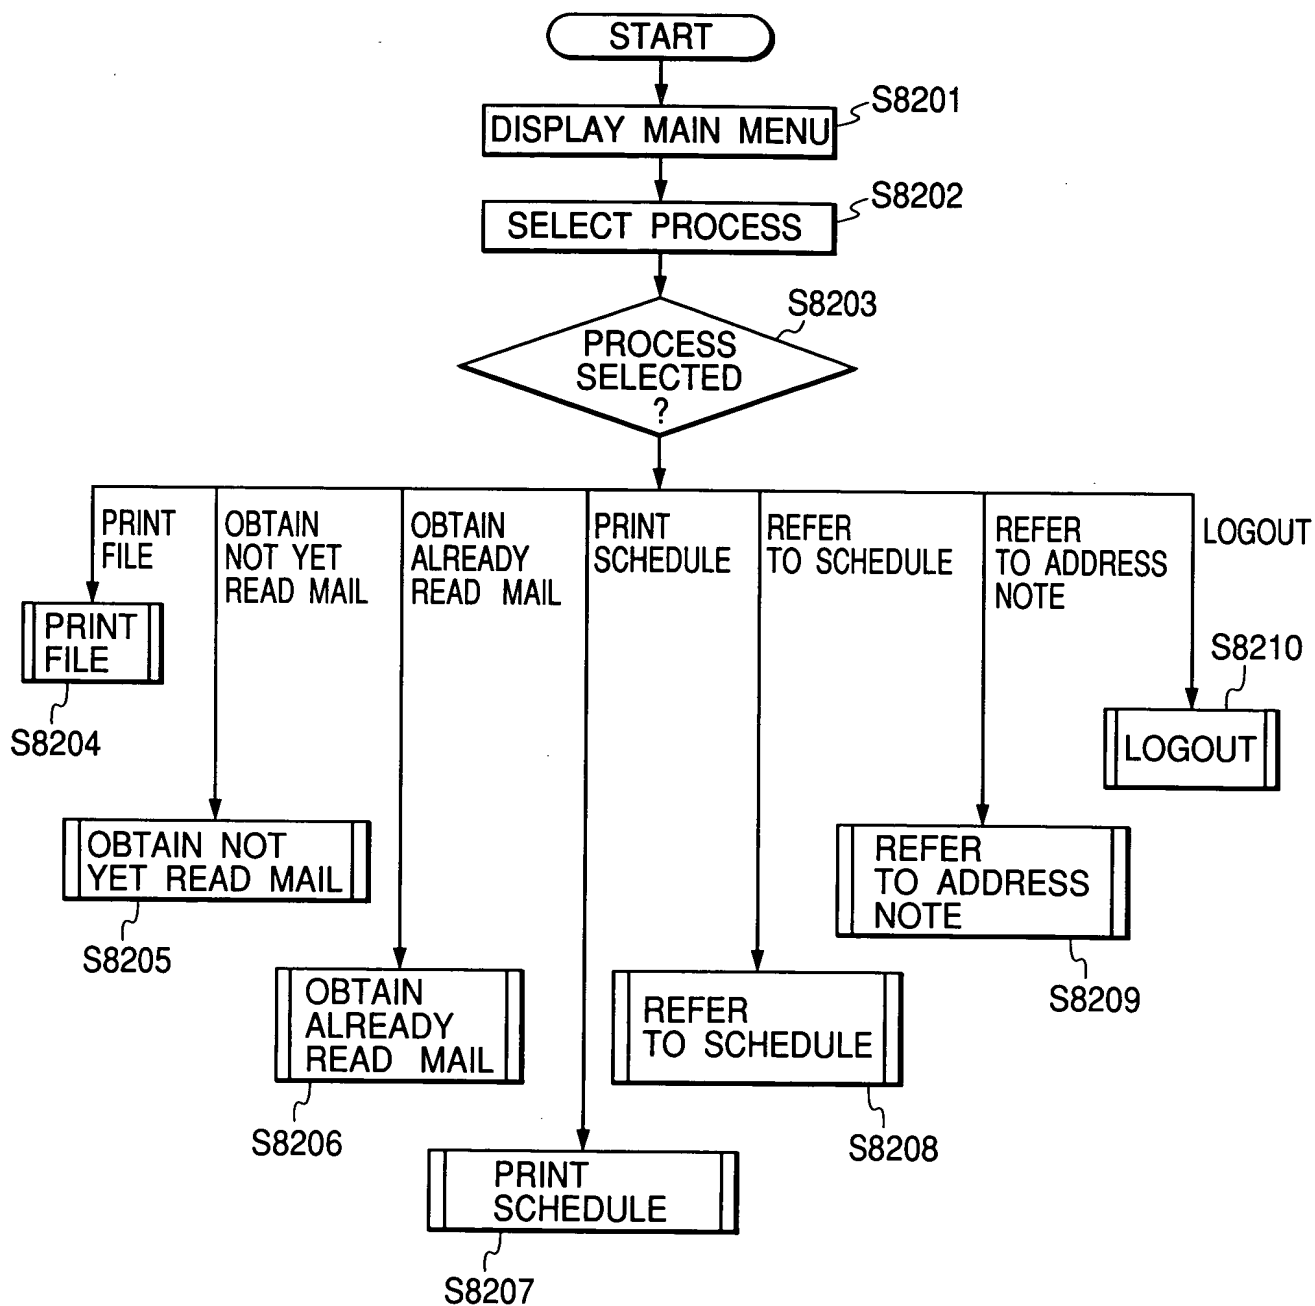 START
S8201
DISPLAY MAIN MENU
S8202
SELECT PROCESS
S8203
PROCESS
SELECTED
?
PRINT
FILE
OBTAIN
NOT YET
READ MAIL
OBTAIN
ALREADY
READ MAIL
PRINT
SCHEDULE
REFER
TO SCHEDULE
REFER
TO ADDRESS
NOTE
LOGOUT
PRINT
FILE
S8204
S8210
LOGOUT
OBTAIN NOT
YET READ MAIL
S8205
REFER
TO ADDRESS
NOTE
S8209
OBTAIN
ALREADY
READ MAIL
S8206
REFER
TO SCHEDULE
S8208
PRINT
SCHEDULE
S8207